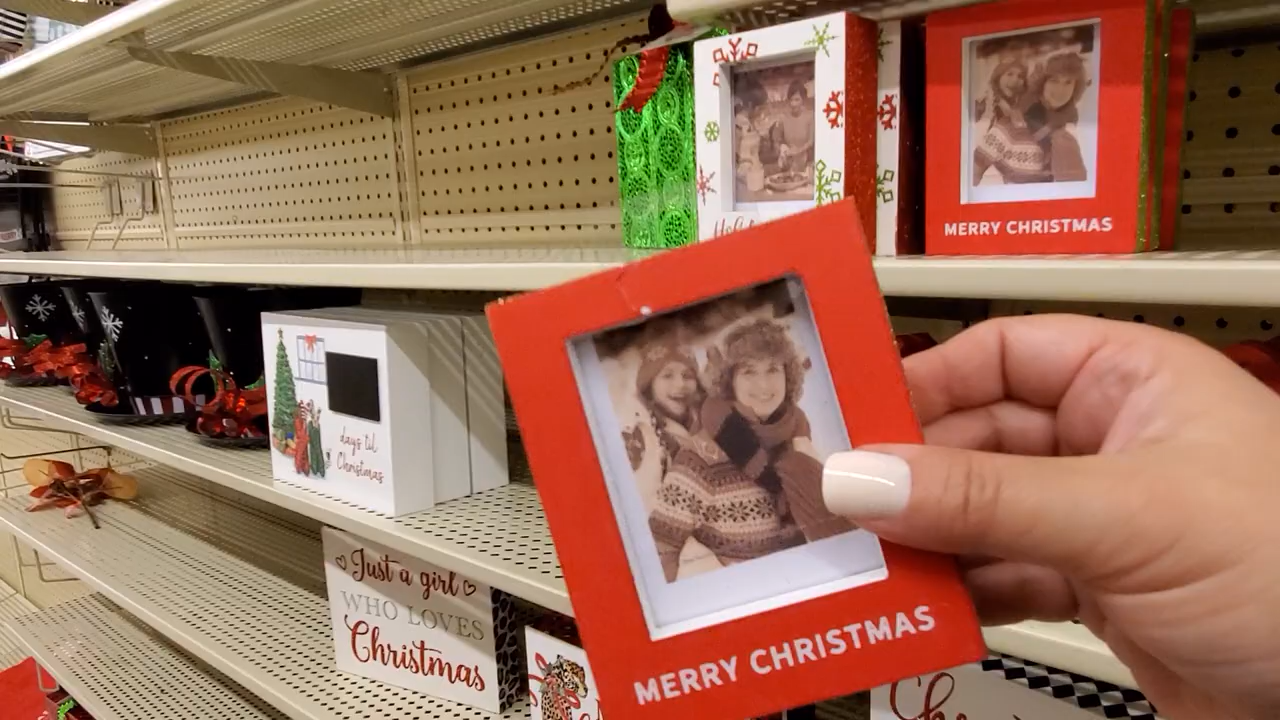 MERRY CHRISTMAS
MERRY CHRISTMAS
days 'til
Christmas
Just a girl
WHO LOVES
Christmas